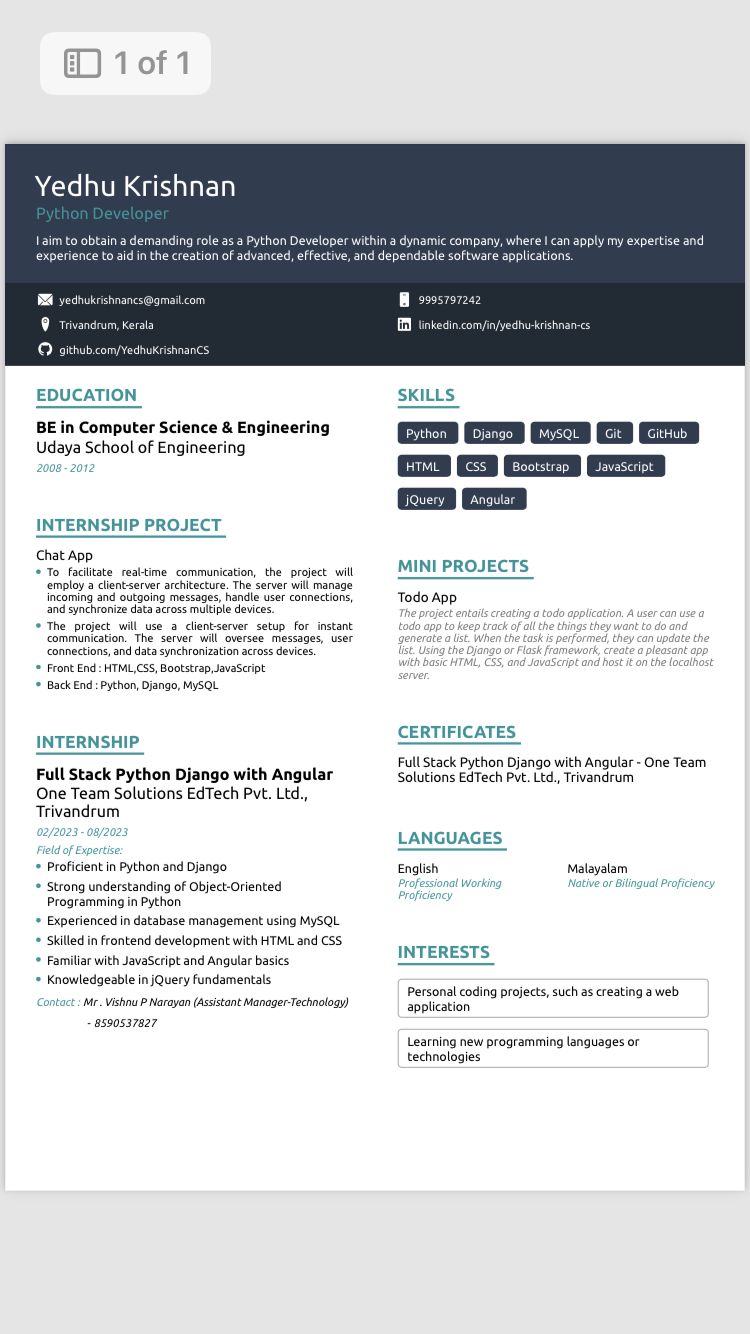 1 of 1
Yedhu Krishnan
Python Developer
I aim to obtain a demanding role as a Python Developer within a dynamic company, where I can apply my expertise and
experience to aid in the creation of advanced, effective, and dependable software applications.
yedhukrishnancs@gmail.com
9995797242
Trivandrum, Kerala
linkedin.com/in/yedhu-krishnan-cs
github.com/YedhuKrishnanCS
EDUCATION
BE in Computer Science & Engineering
Udaya School of Engineering
2008 - 2012
INTERNSHIP PROJECT
Chat App
To facilitate real-time communication, the project will
employ a client-server architecture. The server will manage
incoming and outgoing messages, handle user connections,
and synchronize data across multiple devices.
The project will use a client-server setup for instant
communication. The server will oversee messages, user
connections, and data synchronization across devices.
Front End : HTML,CSS, Bootstrap,JavaScript
Back End : Python, Django, MySQL
INTERNSHIP
Full Stack Python Django with Angular
One Team Solutions EdTech Pvt. Ltd.,
Trivandrum
02/2023 - 08/2023
Field of Expertise:
Proficient in Python and Django
Strong understanding of Object-Oriented
Programming in Python
Experienced in database management using MySQL
Skilled in frontend development with HTML and CSS
Familiar with JavaScript and Angular basics
Knowledgeable in jQuery fundamentals
Contact : Mr . Vishnu P Narayan (Assistant Manager-Technology)
- 8590537827
SKILLS
Python Django MySQL Git GitHub
HTML CSS Bootstrap JavaScript
jQuery Angular
MINI PROJECTS
Todo App
The project entails creating a todo application. A user can use a
todo app to keep track of all the things they want to do and
generate a list. When the task is performed, they can update the
list. Using the Django or Flask framework, create a pleasant app
with basic HTML, CSS, and JavaScript and host it on the localhost
server.
CERTIFICATES
Full Stack Python Django with Angular - One Team
Solutions EdTech Pvt. Ltd., Trivandrum
LANGUAGES
English
Professional Working
Proficiency
Malayalam
Native or Bilingual Proficiency
INTERESTS
Personal coding projects, such as creating a web
application
Learning new programming languages or
technologies